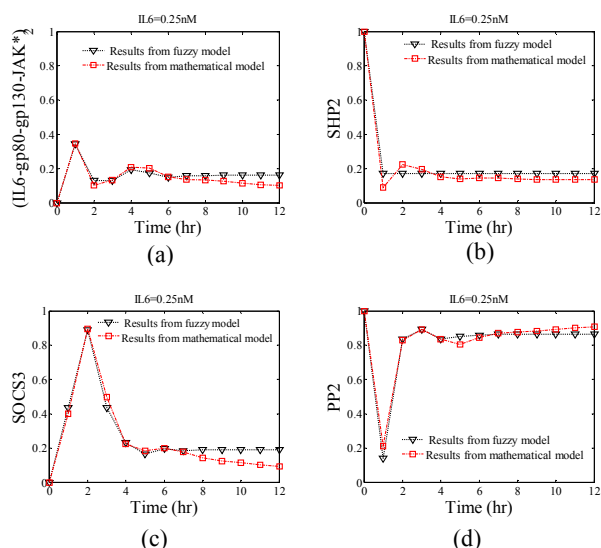 IL6=0.25nM
(IL6-gp80-gp130-JAK*)2
1
0.8
0.6
0.4
0.2
0
Results from fuzzy model
Results from mathematical model
0 2 4 6 8 10 12
Time (hr)
(a)
IL6=0.25nM
SHP2
1
0.8
0.6
0.4
0.2
0
Results from fuzzy model
Results from mathematical model
0 2 4 6 8 10 12
Time (hr)
(b)
IL6=0.25nM
SOCS3
1
0.8
0.6
0.4
0.2
0
Results from fuzzy model
Results from mathematical model
0 2 4 6 8 10 12
Time (hr)
(c)
IL6=0.25nM
PP2
1
0.8
0.6
0.4
0.2
0
Results from fuzzy model
Results from mathematical model
0 2 4 6 8 10 12
Time (hr)
(d)